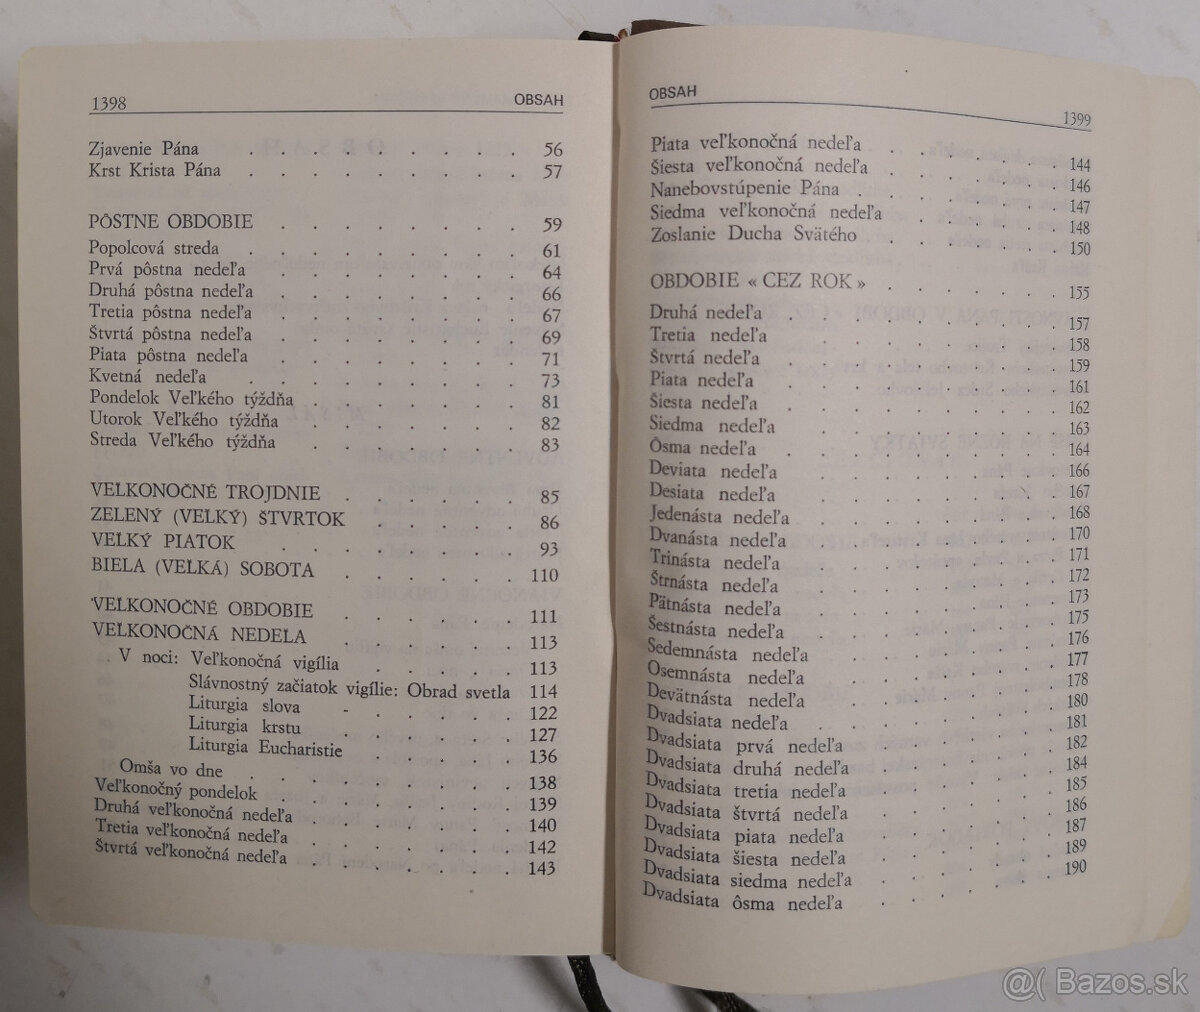 1398 OBSAH
Zjavenie Pána . . . . . . . . 56
Krst Krista Pána . . . . . . . . 57
PÔSTNE OBDOBIE . . . . . . . 59
Popolcová streda . . . . . . . . 61
Prvá pôstna nedeľa . . . . . . . 64
Druhá pôstna nedeľa . . . . . . . 66
Tretia pôstna nedeľa . . . . . . . 67
Štvrtá pôstna nedeľa . . . . . . . 69
Piata pôstna nedeľa . . . . . . . 71
Kvetná nedeľa . . . . . . . . 73
Pondelok Veľkého týždňa . . . . . . 81
Utorok Veľkého týždňa . . . . . . 82
Streda Veľkého týždňa . . . . . . 83
VEĽKONOČNÉ TROJDNIE . . . . . . 85
ZELENÝ (VEĽKÝ) ŠTVRTOK . . . . . 86
VEĽKÝ PIATOK . . . . . . . 93
BIELA (VEĽKÁ) SOBOTA . . . . . . 110
VEĽKONOČNÉ OBDOBIE . . . . . . 111
VEĽKONOČNÁ NEDEĽA . . . . . . 113
V noci: Veľkonočná vigília . . . . . 113
Slávnostný začiatok vigílie: Obrad svetla 114
Liturgia slova . . . . . . 122
Liturgia krstu . . . . . 127
Liturgia Eucharistie . . . . . 136
Omša vo dne . . . . . . . . 138
Veľkonočný pondelok . . . . . . . 139
Druhá veľkonočná nedeľa . . . . . . 140
Tretia veľkonočná nedeľa . . . . . . 142
Štvrtá veľkonočná nedeľa . . . . . . 143
OBSAH 1399
Piata veľkonočná nedeľa . . . . . . 144
Šiesta veľkonočná nedeľa . . . . . . 146
Nanebovstúpenie Pána . . . . . . . 147
Siedma veľkonočná nedeľa . . . . . . 148
Zoslanie Ducha Svätého . . . . . . 150
OBDOBIE « CEZ ROK » . . . . . . 155
Druhá nedeľa . . . . . . . . 157
Tretia nedeľa . . . . . . . . 158
Štvrtá nedeľa . . . . . . . . 159
Piata nedeľa . . . . . . . . 161
Šiesta nedeľa . . . . . . . . 162
Siedma nedeľa . . . . . . . . 163
Ôsma nedeľa . . . . . . . . 164
Deviata nedeľa . . . . . . . . 166
Desiata nedeľa . . . . . . . . 167
Jedenásta nedeľa . . . . . . . . 168
Dvanásta nedeľa . . . . . . . . 170
Trinásta nedeľa . . . . . . . . 171
Štrnásta nedeľa . . . . . . . . 172
Pätnásta nedeľa . . . . . . . . 173
Šestnásta nedeľa . . . . . . . . 175
Sedemnásta nedeľa . . . . . . . 176
Osemnásta nedeľa . . . . . . . 177
Devätnásta nedeľa . . . . . . . 178
Dvadsiata nedeľa . . . . . . . . 180
Dvadsiata prvá nedeľa . . . . . . 181
Dvadsiata druhá nedeľa . . . . . . 182
Dvadsiata tretia nedeľa . . . . . . 184
Dvadsiata štvrtá nedeľa . . . . . . 185
Dvadsiata piata nedeľa . . . . . . 186
Dvadsiata šiesta nedeľa . . . . . . 187
Dvadsiata siedma nedeľa . . . . . . 189
Dvadsiata ôsma nedeľa . . . . . . 190
@( Bazos.sk